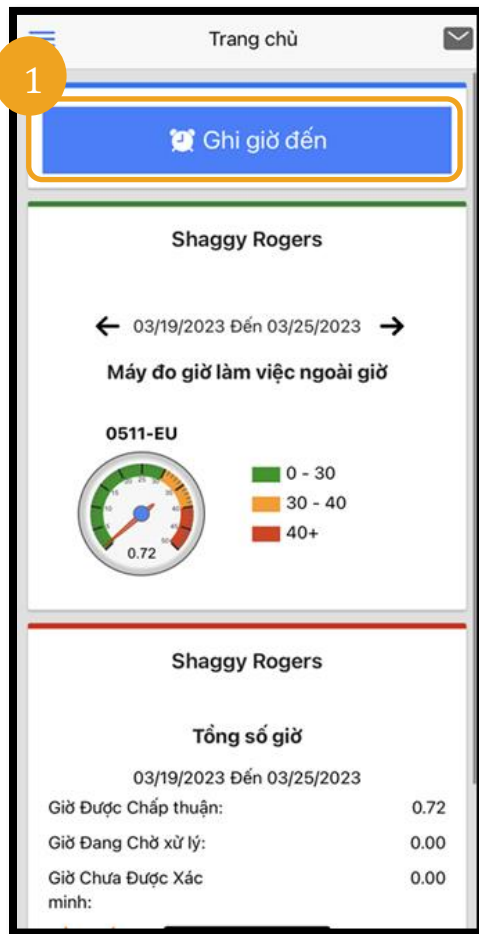 Trang chủ
1
Ghi giờ đến
Shaggy Rogers
03/19/2023 Đến 03/25/2023
Máy đo giờ làm việc ngoài giờ
0511-EU
0 - 30
30 - 40
40+
0.72
Shaggy Rogers
Tổng số giờ
03/19/2023 Đến 03/25/2023
Giờ Được Chấp thuận: 0.72
Giờ Đang Chờ xử lý: 0.00
Giờ Chưa Được Xác 0.00
minh: